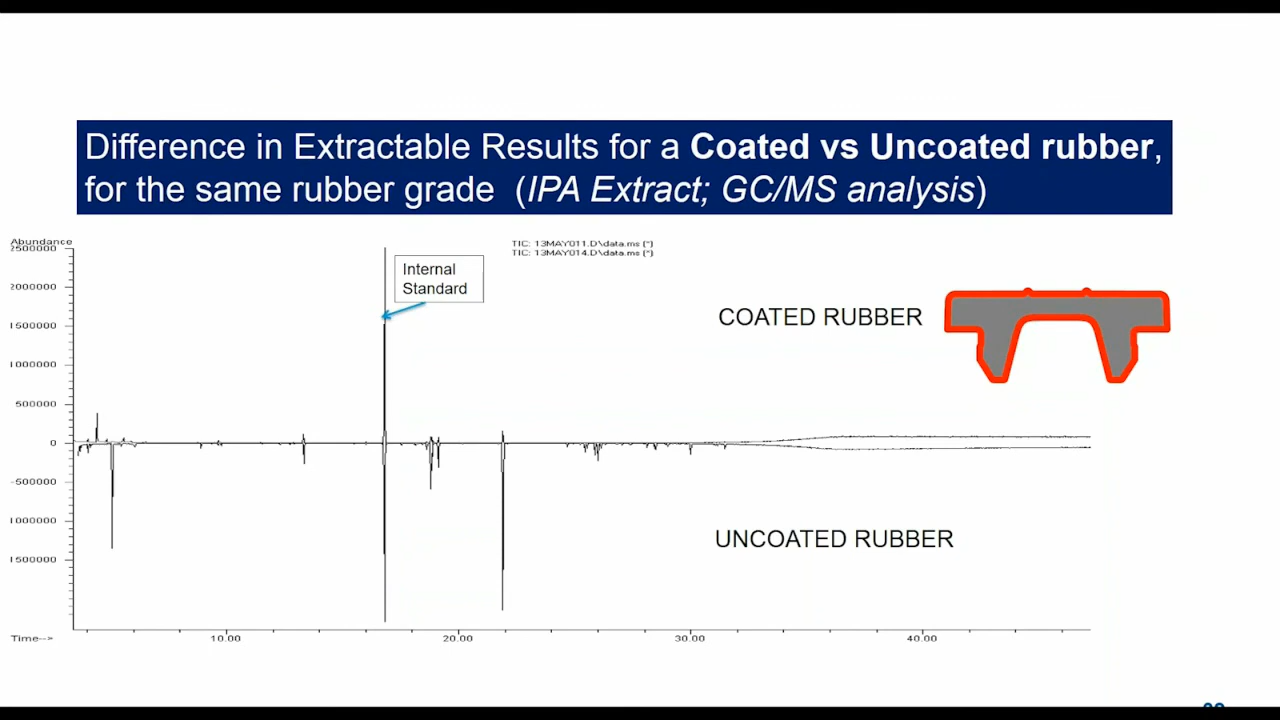 Difference in Extractable Results for a Coated vs Uncoated rubber,
for the same rubber grade (IPA Extract; GC/MS analysis)
Abundance
TIC: 13MAY011.D\data.ms (*)
TIC: 13MAY014.D\data.ms (*)
2500000
2000000
1500000
1000000
500000
0
-500000
1000000
1500000
Internal
Standard
COATED RUBBER
UNCOATED RUBBER
Time-->
10.00
20.00
30.00
40.00